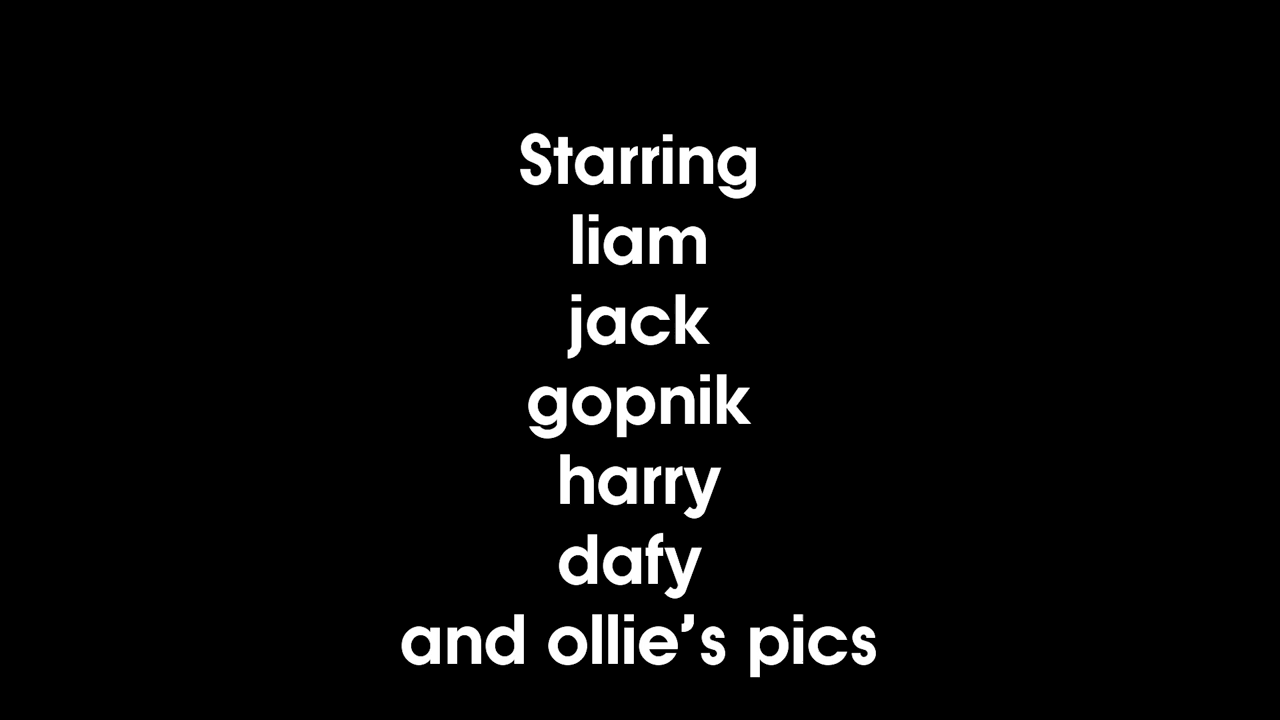 Starring
liam
jack
gopnik
harry
dafy
and ollie’s pics